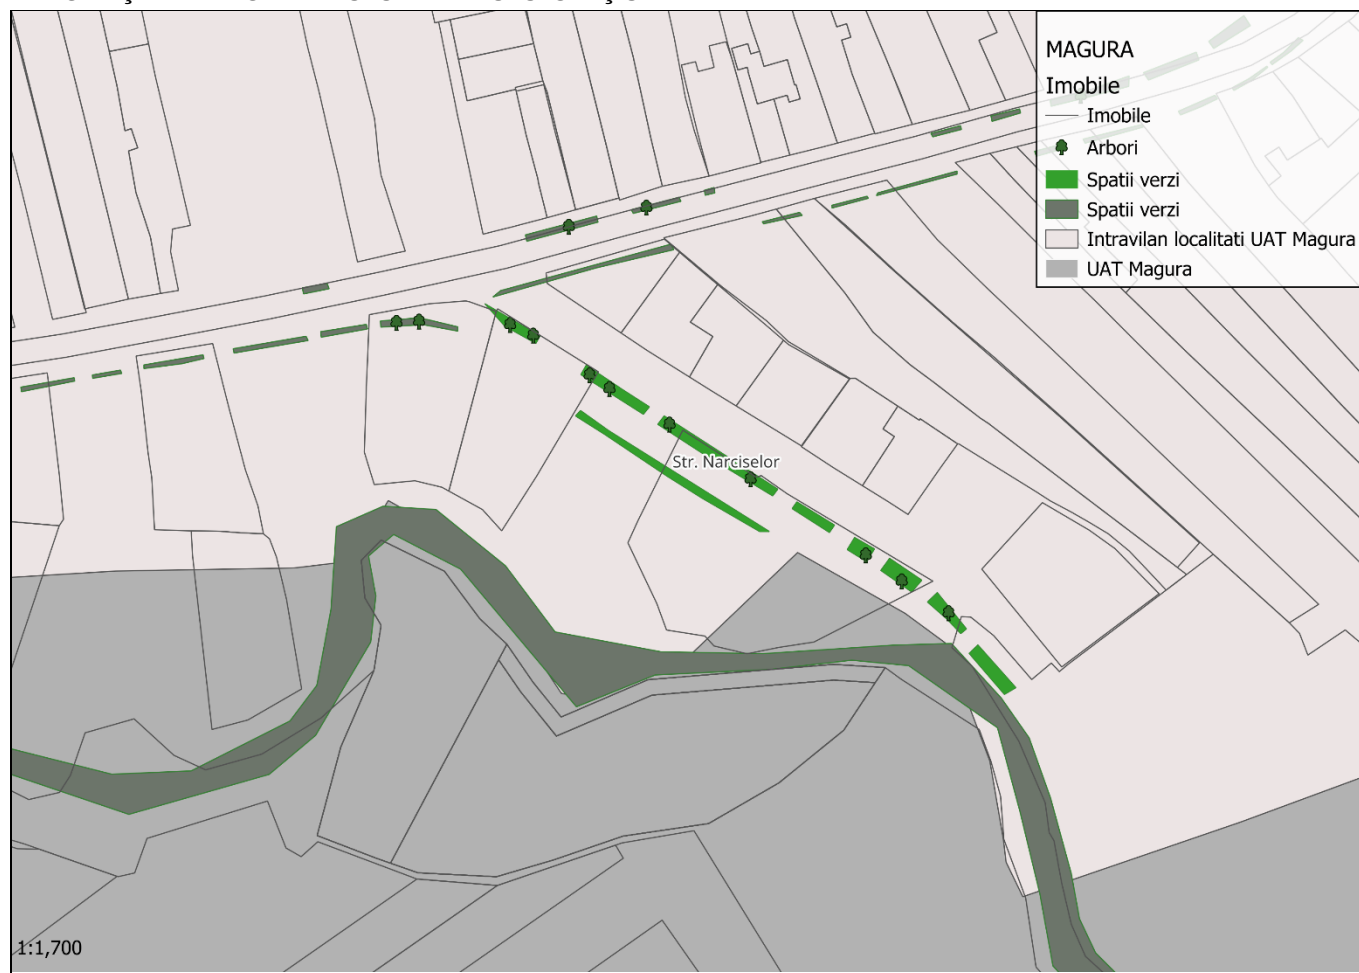 MAGURA
Imobile
Imobile
Arbori
Spatii verzi
Spatii verzi
Intravilan localitati UAT Magura
UAT Magura
Str. Narciselor
1:1,700